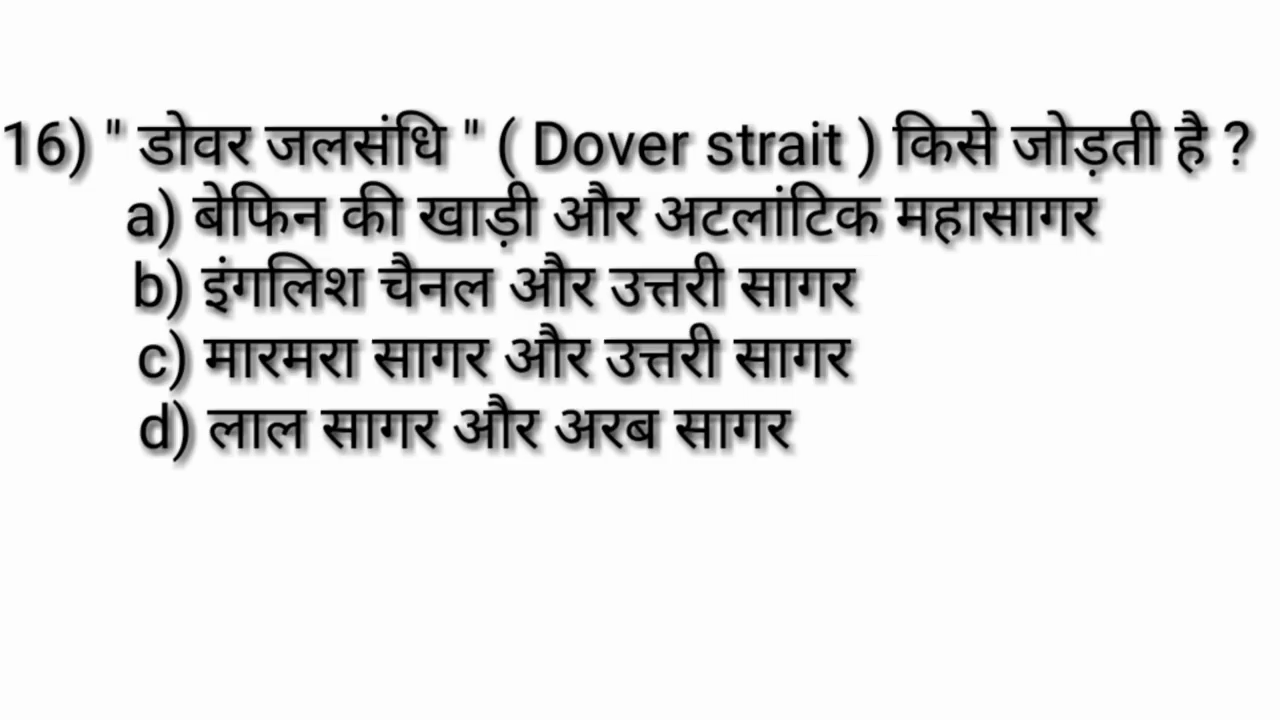 16) " डोवर जलसंधि " ( Dover strait ) किसे जोड़ती है ?
a) बेफिन की खाड़ी और अटलांटिक महासागर
b) इंगलिश चैनल और उत्तरी सागर
c) मारमरा सागर और उत्तरी सागर
d) लाल सागर और अरब सागर